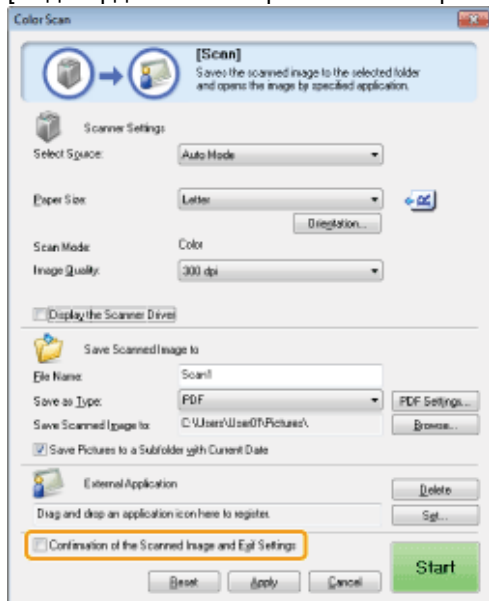 Color Scan
[Scan]
Saves the scanned image to the selected folder
and opens the image by specified application.
Scanner Settings
Select Source: Auto Mode
Paper Size: Letter
Orientation...
Scan Mode: Color
Image Quality: 300 dpi
Display the Scanner Driver
Save Scanned Image to
File Name: Scan1
Save as Type: PDF PDF Settings...
Save Scanned Image to: C:\Users\User01\Pictures\ Browse...
Save Pictures to a Subfolder with Current Date
External Application Delete
Drag and drop an application icon here to register. Set...
Confirmation of the Scanned Image and Exif Settings
Start
Reset Apply Cancel